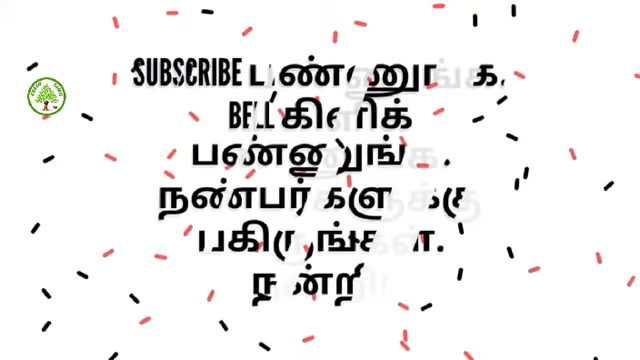 SUBSCRIBE பண்ணுங்க.
BELL கிளிக்
பண்ணுங்க.
நண்பர்களுக்கு
பகிருங்கள்.
நன்றி